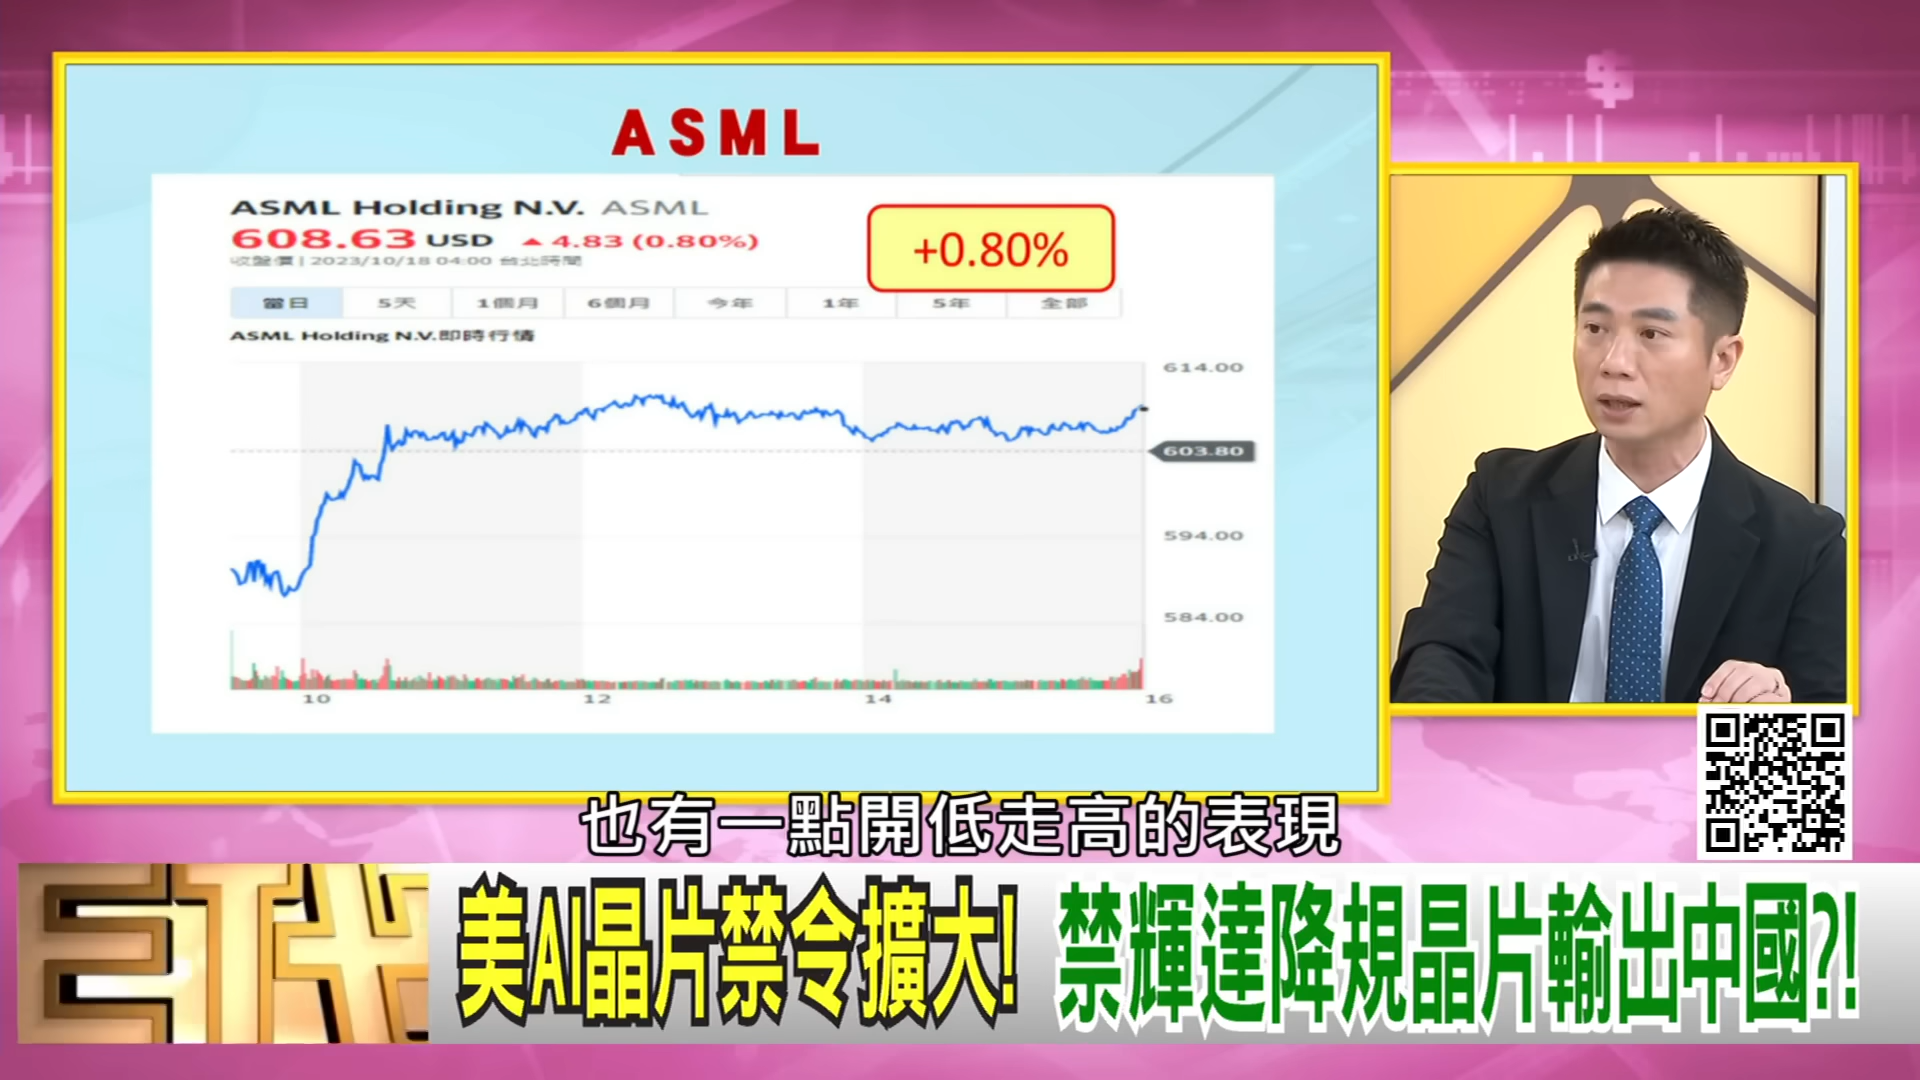 ASML
ASML Holding N.V. ASML
608.63 USD ▲4.83 (0.80%)
+0.80%
收盤價 | 2023/10/18 04:00 台北時間
當日 5天 1個月 6個月 今年 1年 5年 全部
ASML Holding N.V.即時行情
614.00
603.80
594.00
584.00
10 12 14 16
也有一點開低走高的表現
美AI晶片禁令擴大! 禁輝達降規晶片輸出中國?!